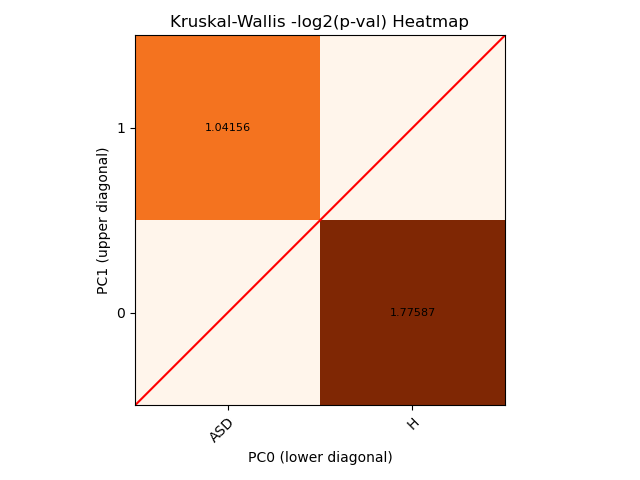 Kruskal-Wallis -log2(p-val) Heatmap
PC1 (upper diagonal)
1
0
1.04156
1.77587
ASD
H
PC0 (lower diagonal)